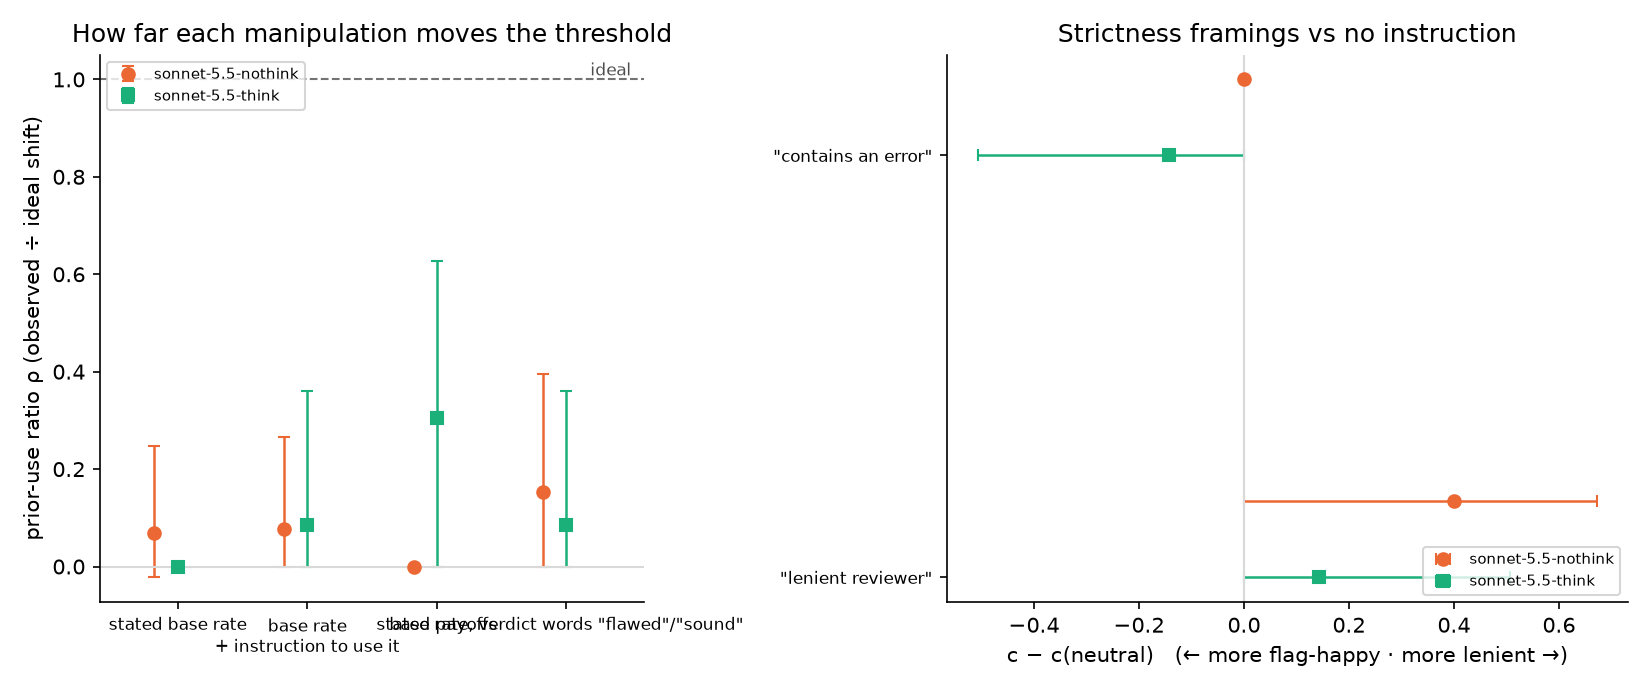 How far each manipulation moves the threshold
ideal
sonnet-5.5-nothink
sonnet-5.5-think
prior-use ratio ρ (observed ÷ ideal shift)
1.0
0.8
0.6
0.4
0.2
0.0
stated base rate
base rate
+ instruction to use it
stated payoffs
base rate, verdict words "flawed"/"sound"
Strictness framings vs no instruction
"contains an error"
"lenient reviewer"
sonnet-5.5-nothink
sonnet-5.5-think
−0.4
−0.2
0.0
0.2
0.4
0.6
c − c(neutral) (← more flag-happy · more lenient →)